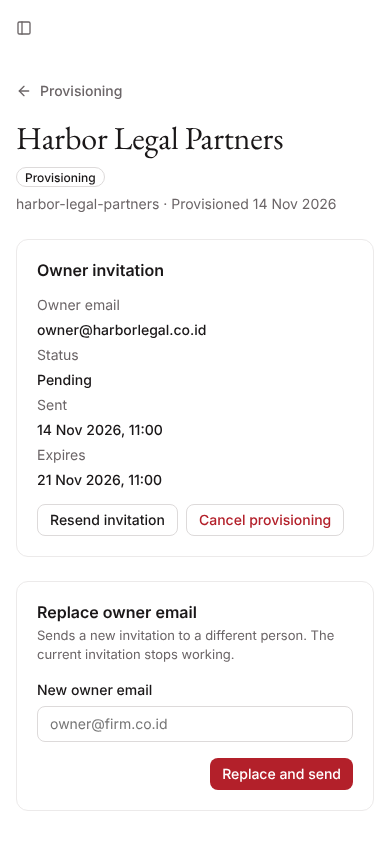 Provisioning
Harbor Legal Partners
Provisioning
harbor-legal-partners · Provisioned 14 Nov 2026
Owner invitation
Owner email
owner@harborlegal.co.id
Status
Pending
Sent
14 Nov 2026, 11:00
Expires
21 Nov 2026, 11:00
Resend invitation
Cancel provisioning
Replace owner email
Sends a new invitation to a different person. The
current invitation stops working.
New owner email
owner@firm.co.id
Replace and send